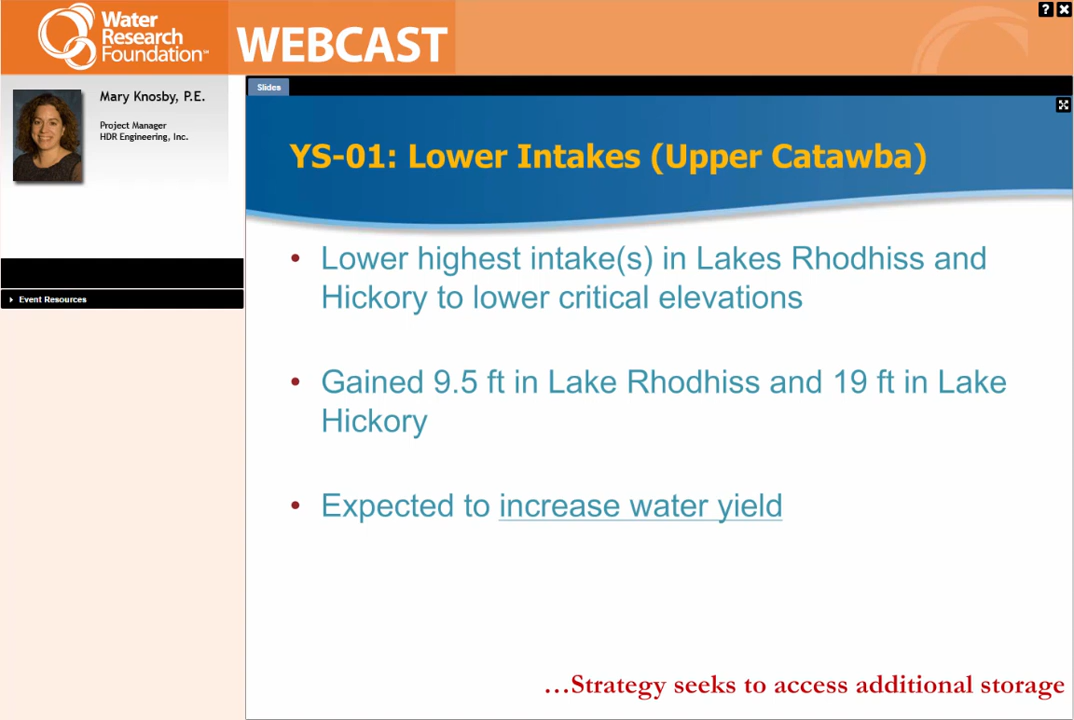 Water
Research
Foundation™
WEBCAST
?
Mary Knosby, P.E.
Project Manager
HDR Engineering, Inc.
Event Resources
Slides
YS-01: Lower Intakes (Upper Catawba)
• Lower highest intake(s) in Lakes Rhodhiss and
Hickory to lower critical elevations
• Gained 9.5 ft in Lake Rhodhiss and 19 ft in Lake
Hickory
• Expected to increase water yield
…Strategy seeks to access additional storage